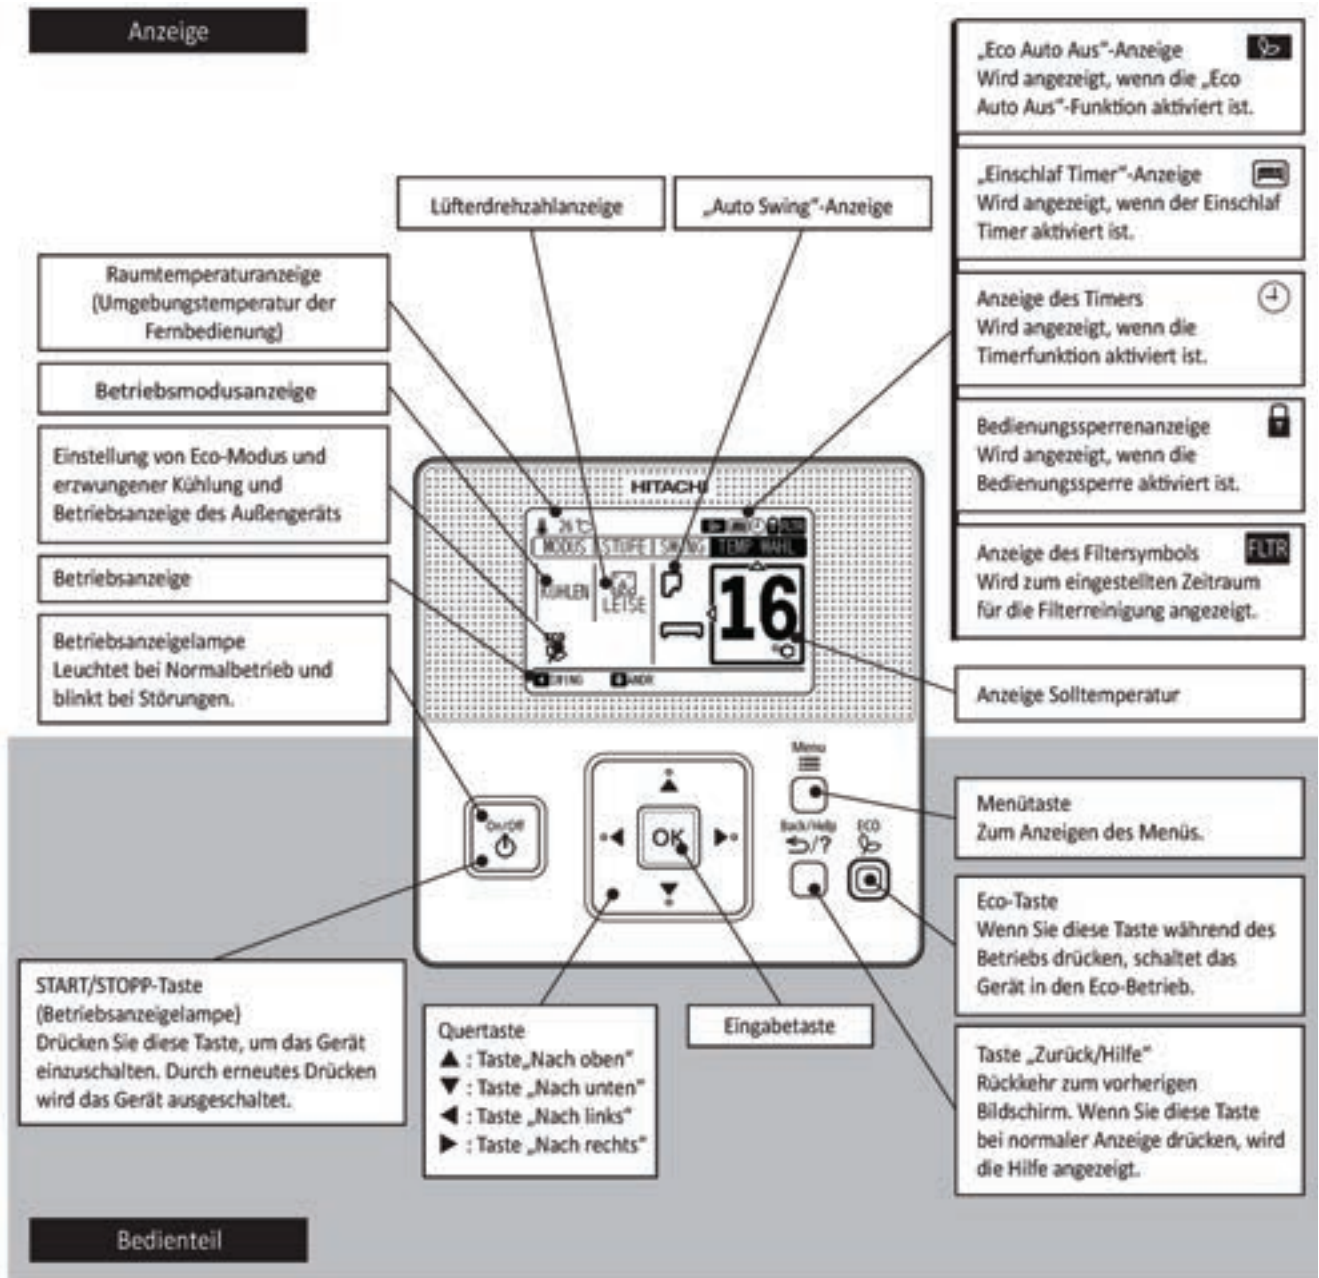 Anzeige
„Eco Auto Aus“-Anzeige
Wird angezeigt, wenn die „Eco
Auto Aus“-Funktion aktiviert ist.
„Einschlaf Timer“-Anzeige
Wird angezeigt, wenn der Einschlaf
Timer aktiviert ist.
Anzeige des Timers
Wird angezeigt, wenn die
Timerfunktion aktiviert ist.
Bedienungssperrenanzeige
Wird angezeigt, wenn die
Bedienungssperre aktiviert ist.
Anzeige des Filtersymbols FLTR
Wird zum eingestellten Zeitraum
für die Filterreinigung angezeigt.
Anzeige Solltemperatur
Lüfterdrehzahlanzeige
„Auto Swing“-Anzeige
Raumtemperaturanzeige
(Umgebungstemperatur der
Fernbedienung)
Betriebsmodusanzeige
Einstellung von Eco-Modus und
erzwungener Kühlung und
Betriebsanzeige des Außengeräts
Betriebsanzeige
Betriebsanzeigelampe
Leuchtet bei Normalbetrieb und
blinkt bei Störungen.
HITACHI
26 °C FLTR
MODUS STUFE SWING TEMP WAHL
KÜHLEN LEISE 16 °C
ECO
SWING ÄNDR
Menu
On/Off
OK
Back/Help ECO
/?
Menütaste
Zum Anzeigen des Menüs.
Eco-Taste
Wenn Sie diese Taste während des
Betriebs drücken, schaltet das
Gerät in den Eco-Betrieb.
Taste „Zurück/Hilfe“
Rückkehr zum vorherigen
Bildschirm. Wenn Sie diese Taste
bei normaler Anzeige drücken, wird
die Hilfe angezeigt.
START/STOPP-Taste
(Betriebsanzeigelampe)
Drücken Sie diese Taste, um das Gerät
einzuschalten. Durch erneutes Drücken
wird das Gerät ausgeschaltet.
Quertaste
▲ : Taste„Nach oben“
▼ : Taste „Nach unten“
◀ : Taste „Nach links“
▶ : Taste „Nach rechts“
Eingabetaste
Bedienteil